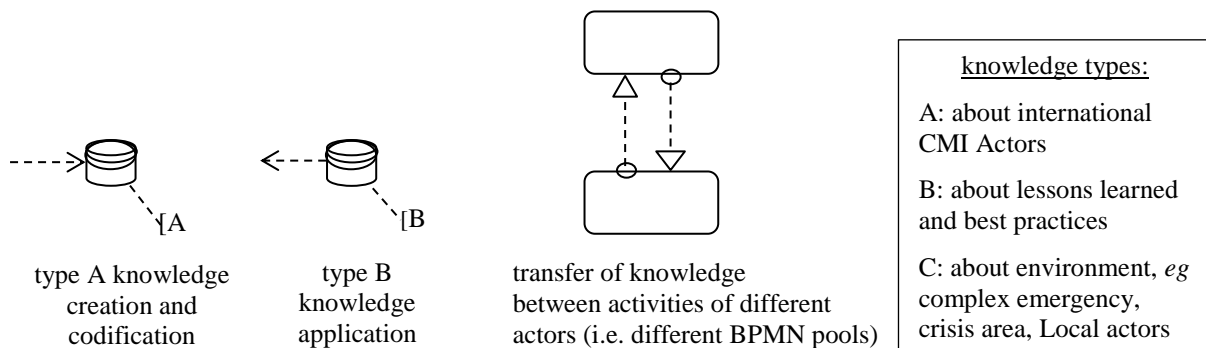 [A
type A knowledge
creation and
codification
[B
type B
knowledge
application
transfer of knowledge
between activities of different
actors (i.e. different BPMN pools)
knowledge types:
A: about international
CMI Actors
B: about lessons learned
and best practices
C: about environment, eg
complex emergency,
crisis area, Local actors